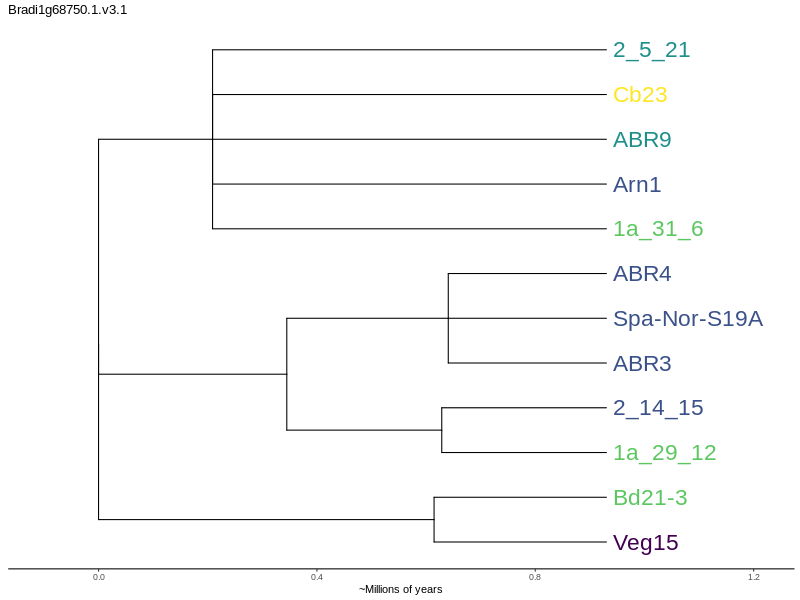 Bradi1g68750.1.v3.1
2_5_21
Cb23
ABR9
Arn1
1a_31_6
ABR4
Spa-Nor-S19A
ABR3
2_14_15
1a_29_12
Bd21-3
Veg15
0.0 0.4 0.8 1.2
~Millions of years